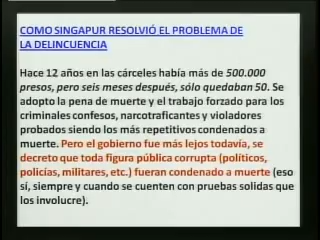 COMO SINGAPUR RESOLVIÓ EL PROBLEMA DE
LA DELINCUENCIA
Hace 12 años en las cárceles había más de 500.000
presos, pero seis meses después, sólo quedaban 50. Se
adopto la pena de muerte y el trabajo forzado para los
criminales confesos, narcotraficantes y violadores
probados siendo los más repetitivos condenados a
muerte. Pero el gobierno fue más lejos todavía, se
decreto que toda figura pública corrupta (políticos,
policías, militares, etc.) fueran condenado a muerte (eso
sí, siempre y cuando se cuenten con pruebas solidas que
los involucre).